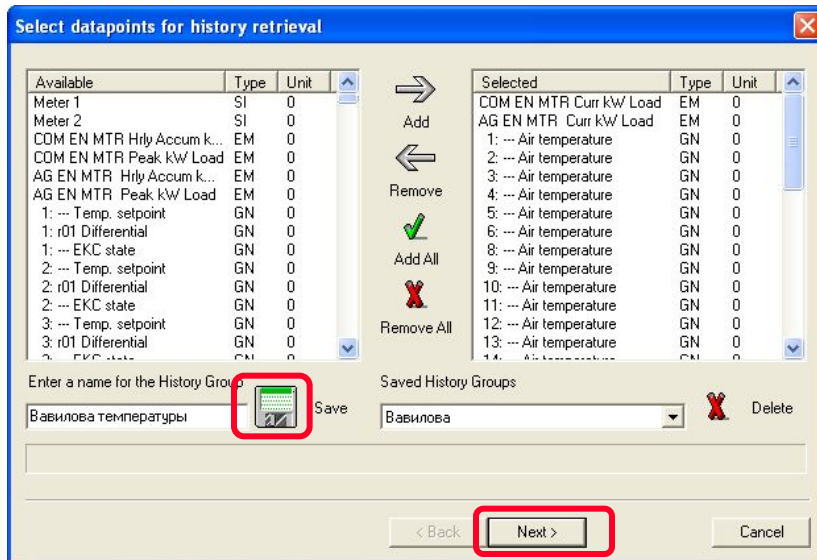 Select datapoints for history retrieval
Available Type Unit
Meter 1 SI 0
Meter 2 SI 0
COM EN MTR Hrly Accum k... EM 0
COM EN MTR Peak kW Load EM 0
AG EN MTR Hrly Accum k... EM 0
AG EN MTR Peak kW Load EM 0
1: --- Temp. setpoint GN 0
1: r01 Differential GN 0
1: --- EKC state GN 0
2: --- Temp. setpoint GN 0
2: r01 Differential GN 0
2: --- EKC state GN 0
3: --- Temp. setpoint GN 0
3: r01 Differential GN 0
3: --- EKC state GN 0
Add
Remove
Add All
Remove All
Selected Type Unit
COM EN MTR Curr kW Load EM 0
AG EN MTR Curr kW Load EM 0
1: --- Air temperature GN 0
2: --- Air temperature GN 0
3: --- Air temperature GN 0
4: --- Air temperature GN 0
5: --- Air temperature GN 0
6: --- Air temperature GN 0
8: --- Air temperature GN 0
9: --- Air temperature GN 0
10: --- Air temperature GN 0
11: --- Air temperature GN 0
12: --- Air temperature GN 0
13: --- Air temperature GN 0
14: --- Air temperature GN 0
Enter a name for the History Group
Вавилова температуры
Save
Saved History Groups
Вавилова
Delete
< Back
Next >
Cancel